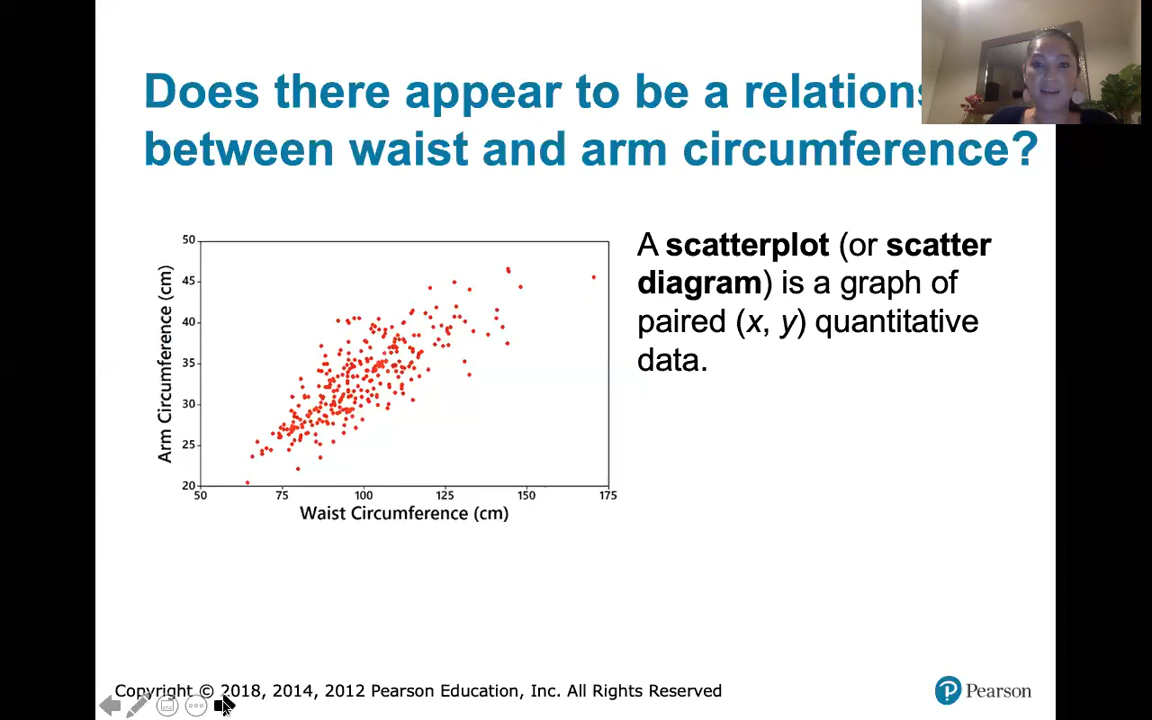 Does there appear to be a
between waist and arm circumference?
A scatterplot (or scatter
diagram) is a graph of
paired (x, y) quantitative
data.
50
45
40
35
30
25
20
Arm Circumference (cm)
50 75 100 125 150 175
Waist Circumference (cm)
Copyright © 2018, 2014, 2012 Pearson Education, Inc. All Rights Reserved
Pearson